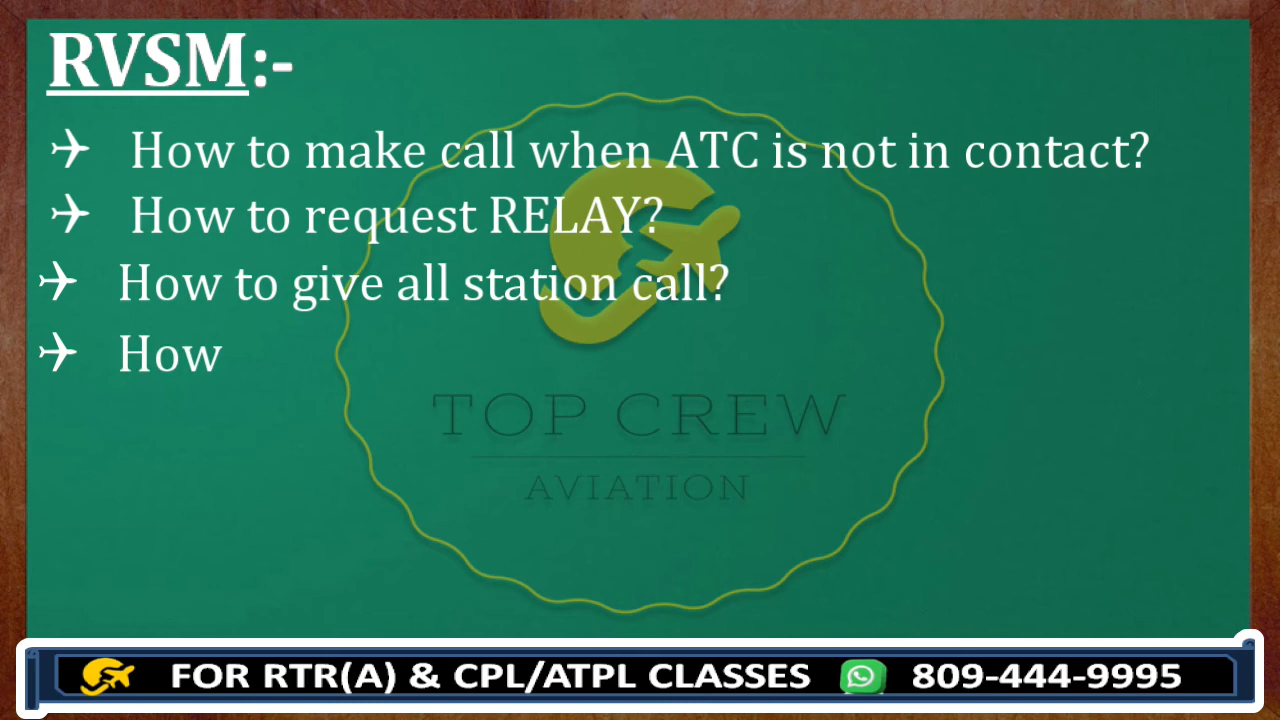 RVSM:-
✈ How to make call when ATC is not in contact?
✈ How to request RELAY?
✈ How to give all station call?
✈ How
TOP CREW
AVIATION
FOR RTR(A) & CPL/ATPL CLASSES 809-444-9995